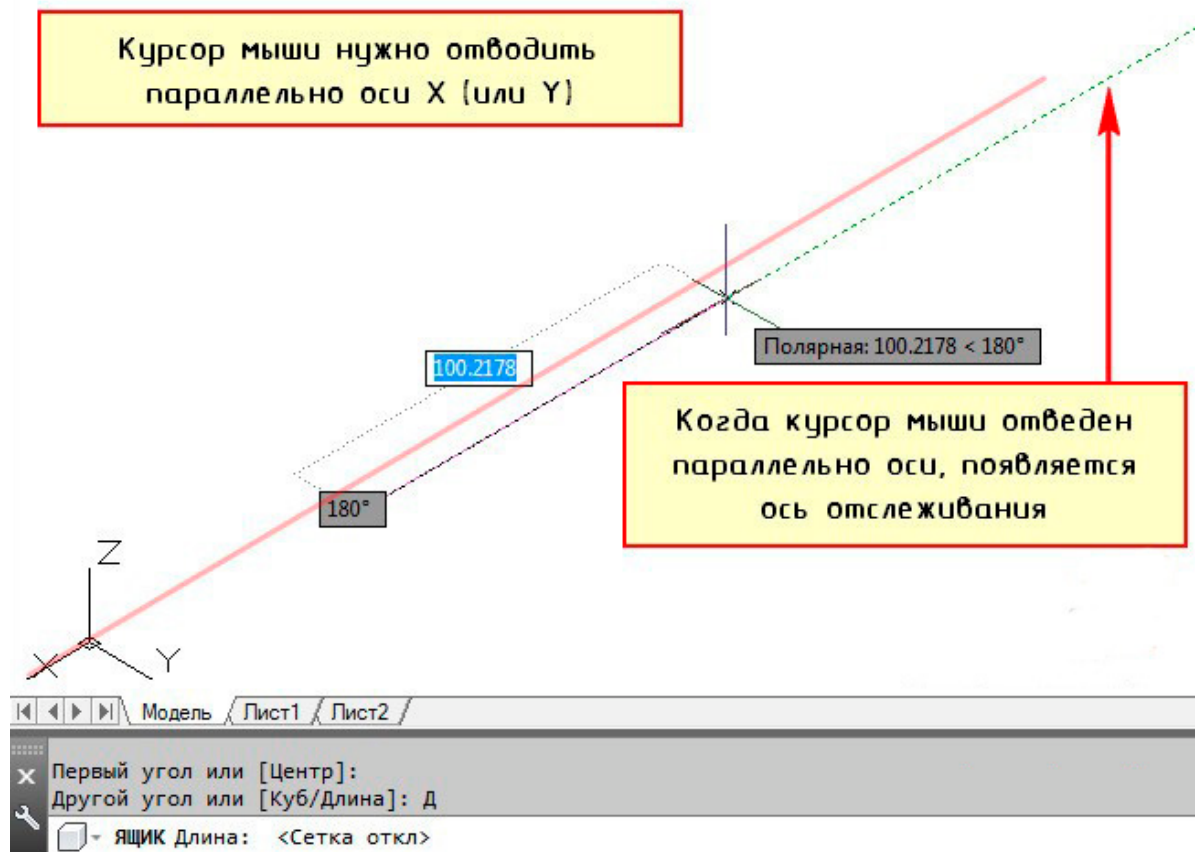 Курсор мыши нужно отводить
параллельно оси X (или Y)
100.2178
Полярная: 100.2178 < 180°
Когда курсор мыши отведен
параллельно оси, появляется
ось отслеживания
180°
Z
X
Y
Модель Лист1 Лист2
Первый угол или [Центр]:
Другой угол или [Куб/Длина]: Д
ЯЩИК Длина: <Сетка откл>